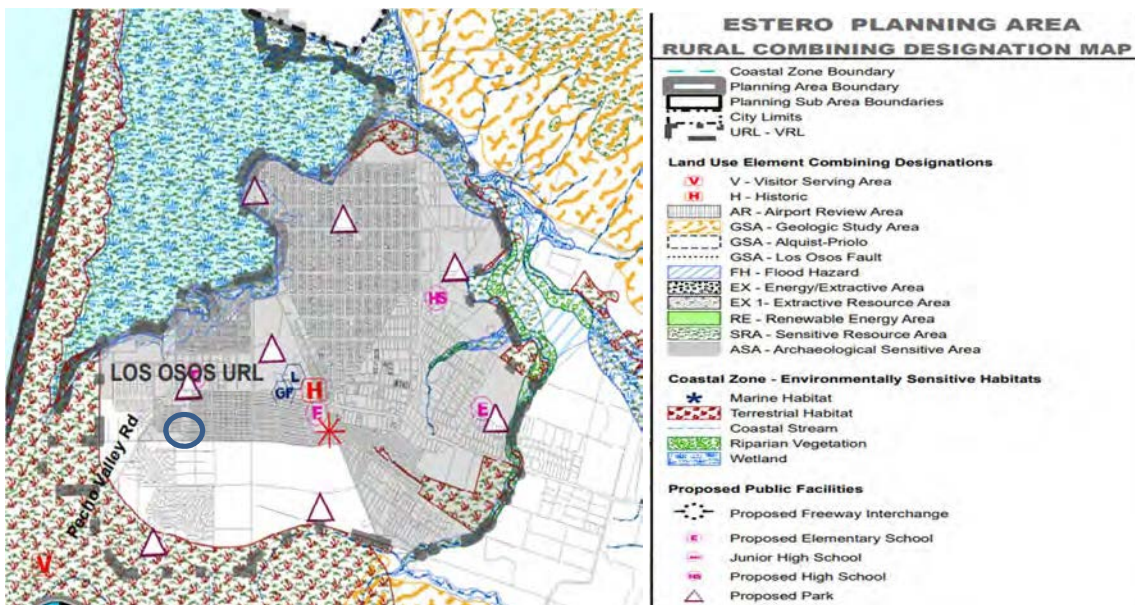 LOS OSOS URL
L
GF
H
F
HS
E
Pecho Valley Rd
V
ESTERO PLANNING AREA
RURAL COMBINING DESIGNATION MAP
Coastal Zone Boundary
Planning Area Boundary
Planning Sub Area Boundaries
City Limits
URL - VRL
Land Use Element Combining Designations
V V - Visitor Serving Area
H H - Historic
AR - Airport Review Area
GSA - Geologic Study Area
GSA - Alquist-Priolo
GSA - Los Osos Fault
FH - Flood Hazard
EX - Energy/Extractive Area
EX 1- Extractive Resource Area
RE - Renewable Energy Area
SRA - Sensitive Resource Area
ASA - Archaeological Sensitive Area
Coastal Zone - Environmentally Sensitive Habitats
Marine Habitat
Terrestrial Habitat
Coastal Stream
Riparian Vegetation
Wetland
Proposed Public Facilities
Proposed Freeway Interchange
E Proposed Elementary School
Junior High School
HS Proposed High School
Proposed Park